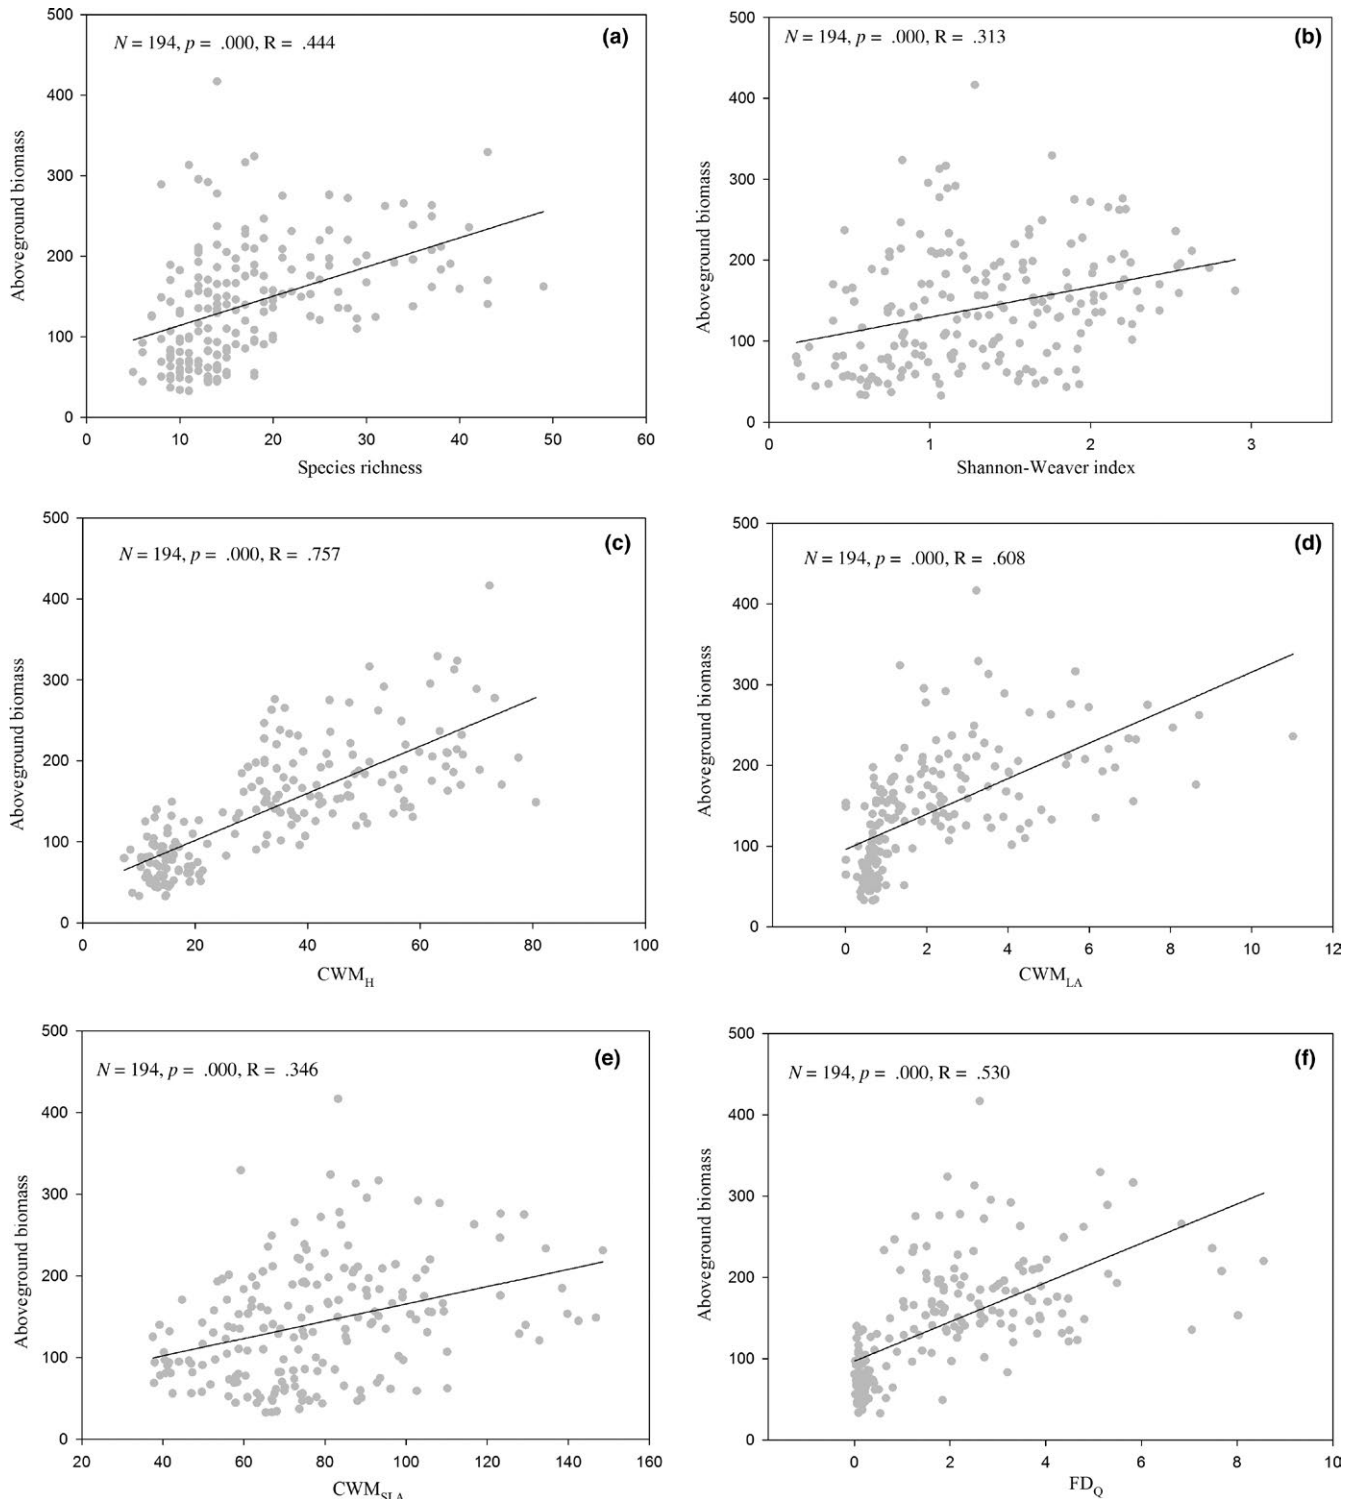 500
400
300
200
100
0
Aboveground biomass
N = 194, p = .000, R = .444
(a)
0 10 20 30 40 50 60
Species richness
500
400
300
200
100
0
Aboveground biomass
N = 194, p = .000, R = .313
(b)
0 1 2 3
Shannon-Weaver index
500
400
300
200
100
0
Aboveground biomass
N = 194, p = .000, R = .757
(c)
0 20 40 60 80 100
CWM_H
500
400
300
200
100
0
Aboveground biomass
N = 194, p = .000, R = .608
(d)
0 2 4 6 8 10 12
CWM_LA
500
400
300
200
100
0
Aboveground biomass
N = 194, p = .000, R = .346
(e)
20 40 60 80 100 120 140 160
CWM_SLA
500
400
300
200
100
0
Aboveground biomass
N = 194, p = .000, R = .530
(f)
0 2 4 6 8 10
FD_Q